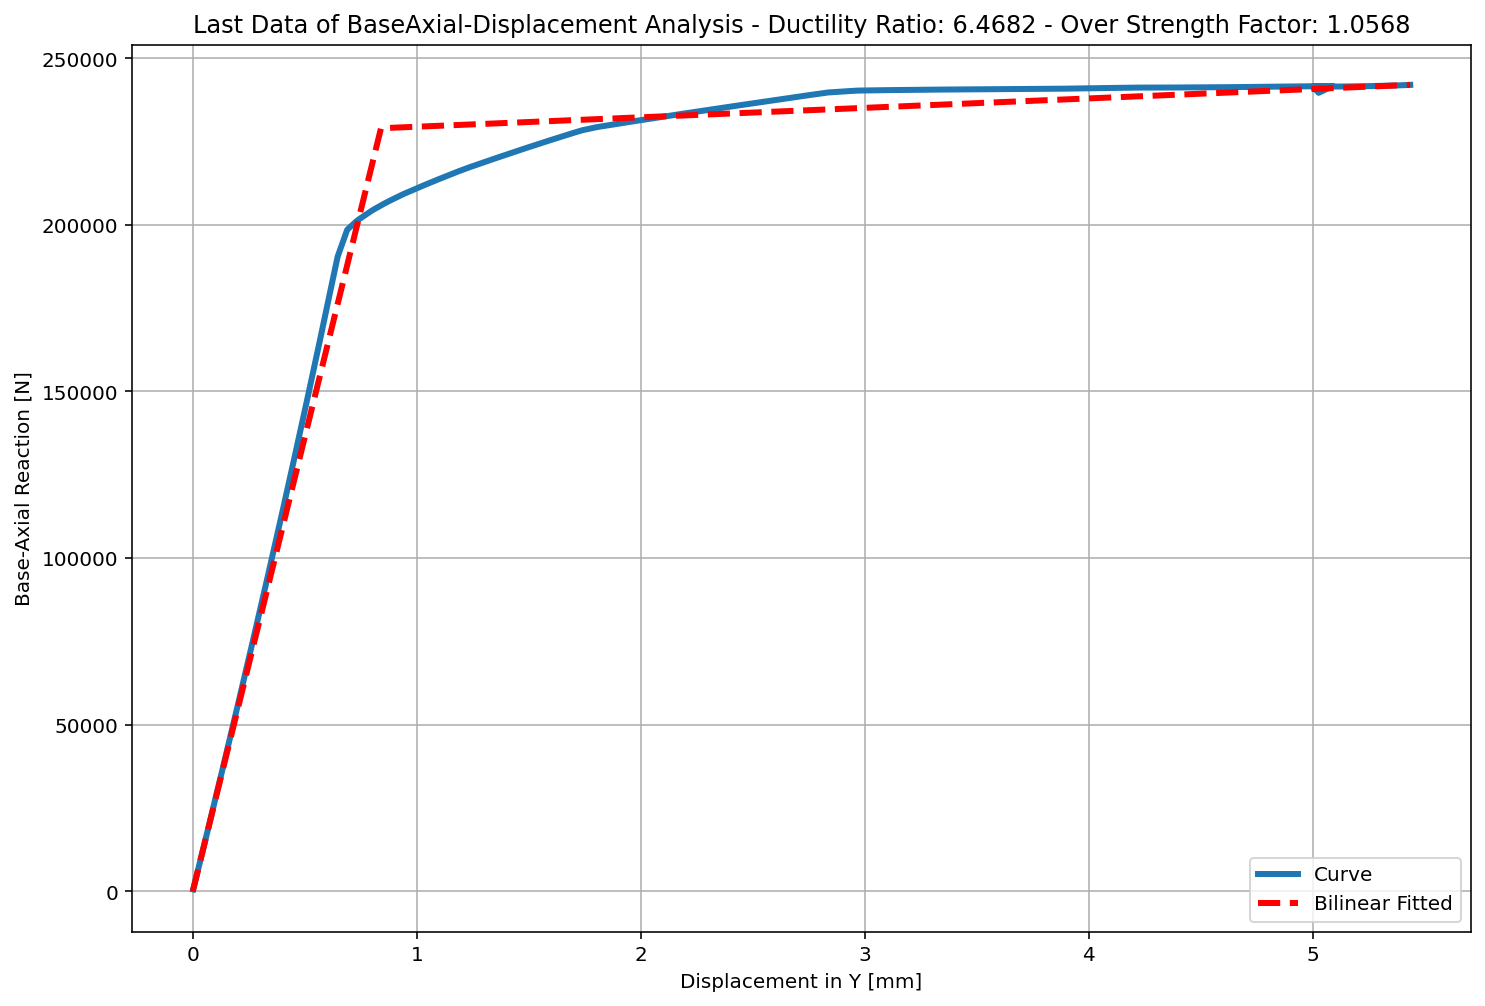 Last Data of BaseAxial-Displacement Analysis - Ductility Ratio: 6.4682 - Over Strength Factor: 1.0568
250000
200000
150000
100000
50000
0
Base-Axial Reaction [N]
0 1 2 3 4 5
Displacement in Y [mm]
Curve
Bilinear Fitted